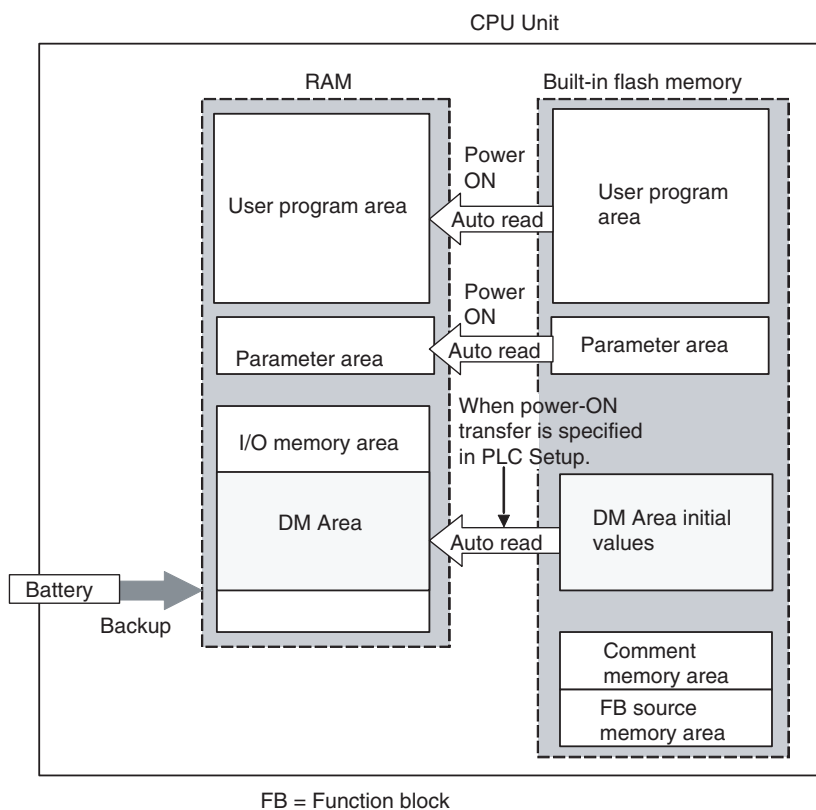 CPU Unit
RAM
Built-in flash memory
User program area
Power
ON
Auto read
User program
area
Parameter area
Power
ON
Auto read
Parameter area
I/O memory area
When power-ON
transfer is specified
in PLC Setup.
DM Area
Auto read
DM Area initial
values
Battery
Backup
Comment
memory area
FB source
memory area
FB = Function block